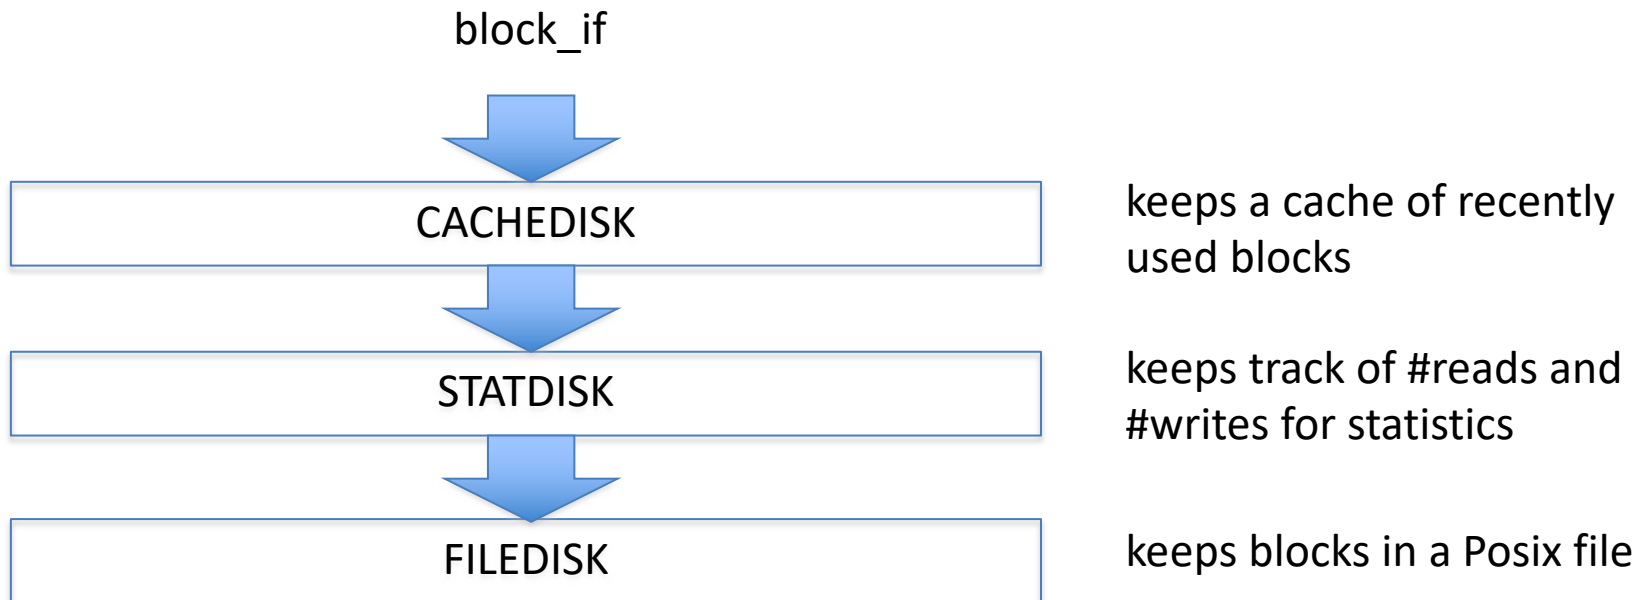 block_if
CACHEDISK
keeps a cache of recently
used blocks
STATDISK
keeps track of #reads and
#writes for statistics
FILEDISK
keeps blocks in a Posix file